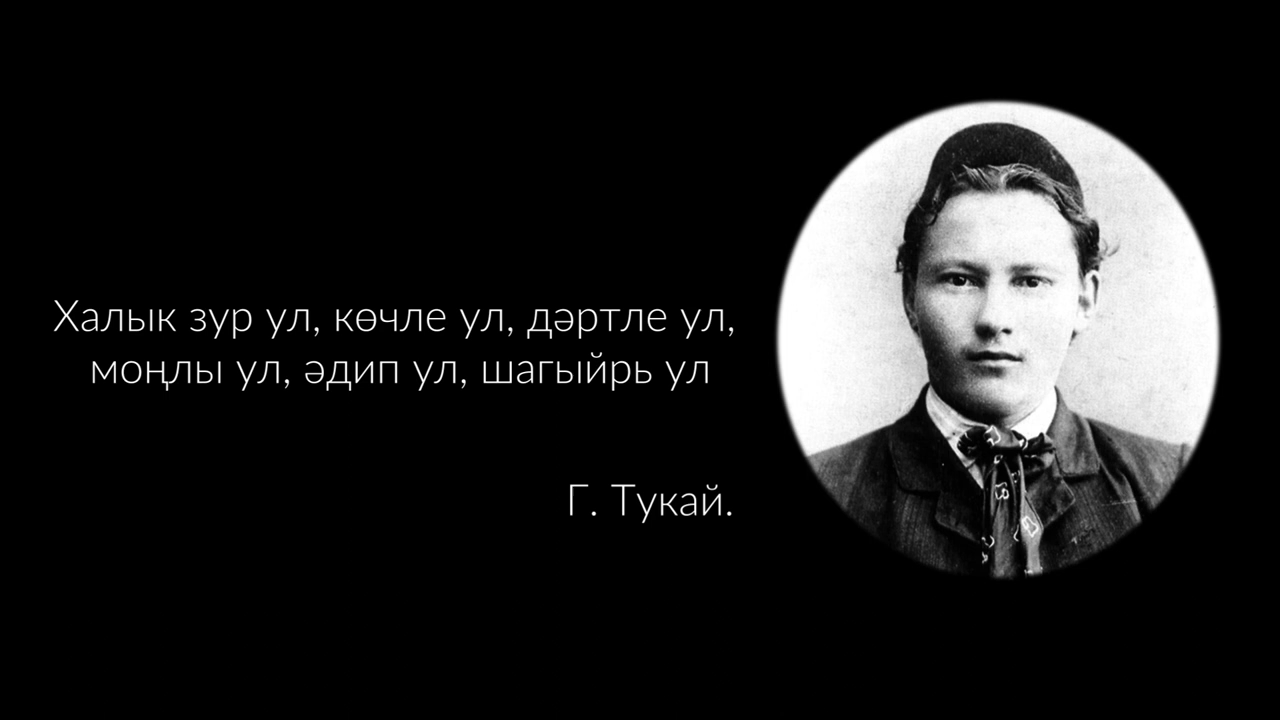 Халык зур ул, көчле ул, дәртле ул,
моңлы ул, әдип ул, шагыйрь ул
Г. Тукай.